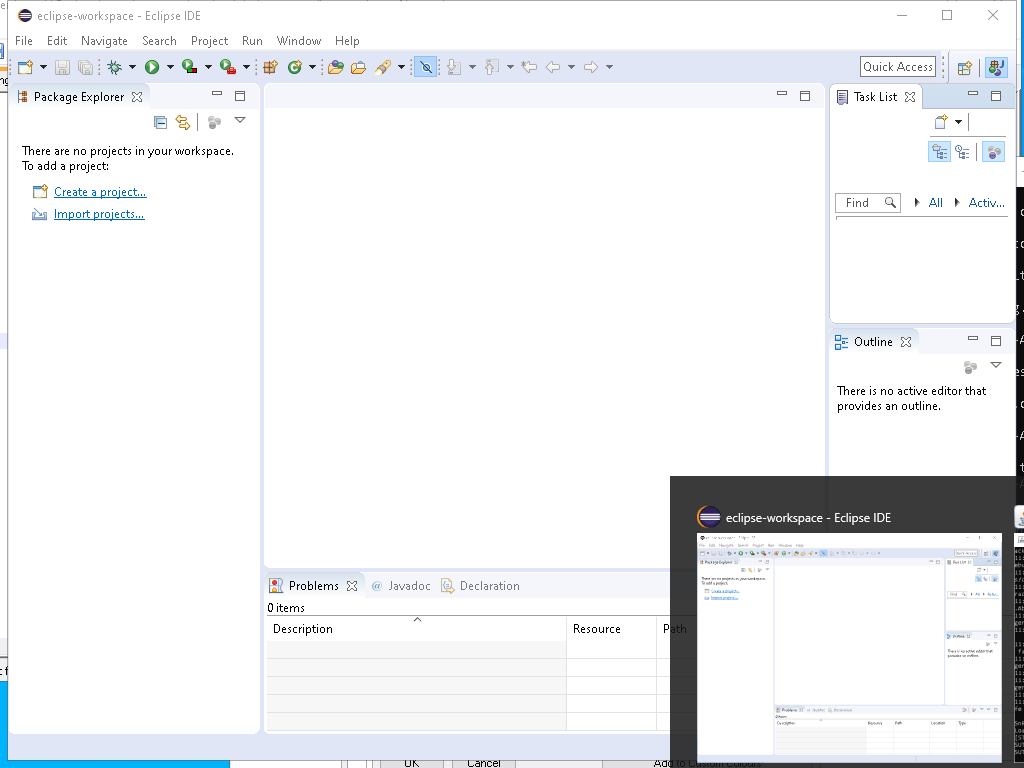 eclipse-workspace - Eclipse IDE
File Edit Navigate Search Project Run Window Help
Quick Access
Package Explorer
Task List
There are no projects in your workspace.
To add a project:
Create a project...
Import projects...
Find All Activ...
Outline
There is no active editor that
provides an outline.
eclipse-workspace - Eclipse IDE
Problems @ Javadoc Declaration
0 items
Description Resource Path
OK Cancel Add to Custom Colours